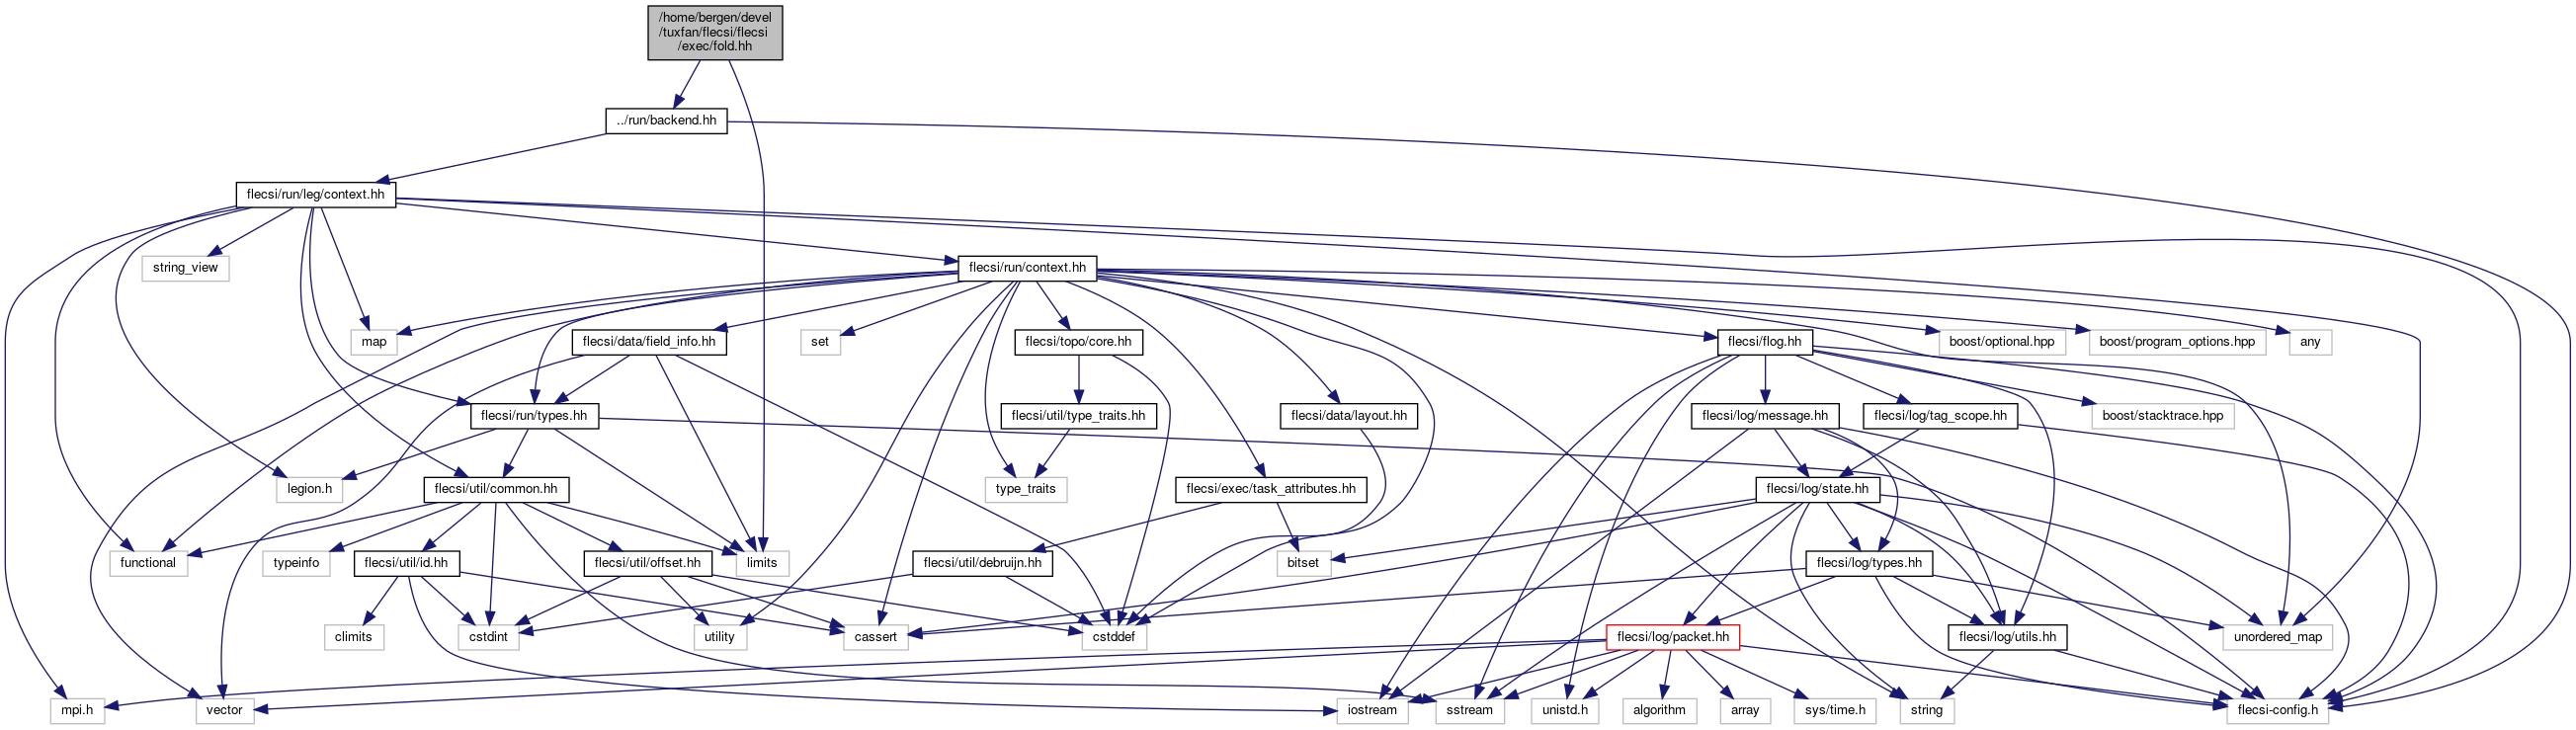 /home/bergen/devel
/tuxfan/flecsi/flecsi
/exec/fold.hh
../run/backend.hh
flecsi/run/leg/context.hh
string_view
flecsi/run/context.hh
map
flecsi/data/field_info.hh
set
flecsi/topo/core.hh
flecsi/flog.hh
boost/optional.hpp
boost/program_options.hpp
any
flecsi/run/types.hh
flecsi/util/type_traits.hh
flecsi/data/layout.hh
flecsi/log/message.hh
flecsi/log/tag_scope.hh
boost/stacktrace.hpp
legion.h
flecsi/util/common.hh
type_traits
flecsi/exec/task_attributes.hh
flecsi/log/state.hh
functional
typeinfo
flecsi/util/id.hh
flecsi/util/offset.hh
limits
flecsi/util/debruijn.hh
bitset
flecsi/log/types.hh
climits
cstdint
utility
cassert
cstddef
flecsi/log/packet.hh
flecsi/log/utils.hh
unordered_map
mpi.h
vector
iostream
sstream
unistd.h
algorithm
array
sys/time.h
string
flecsi-config.h